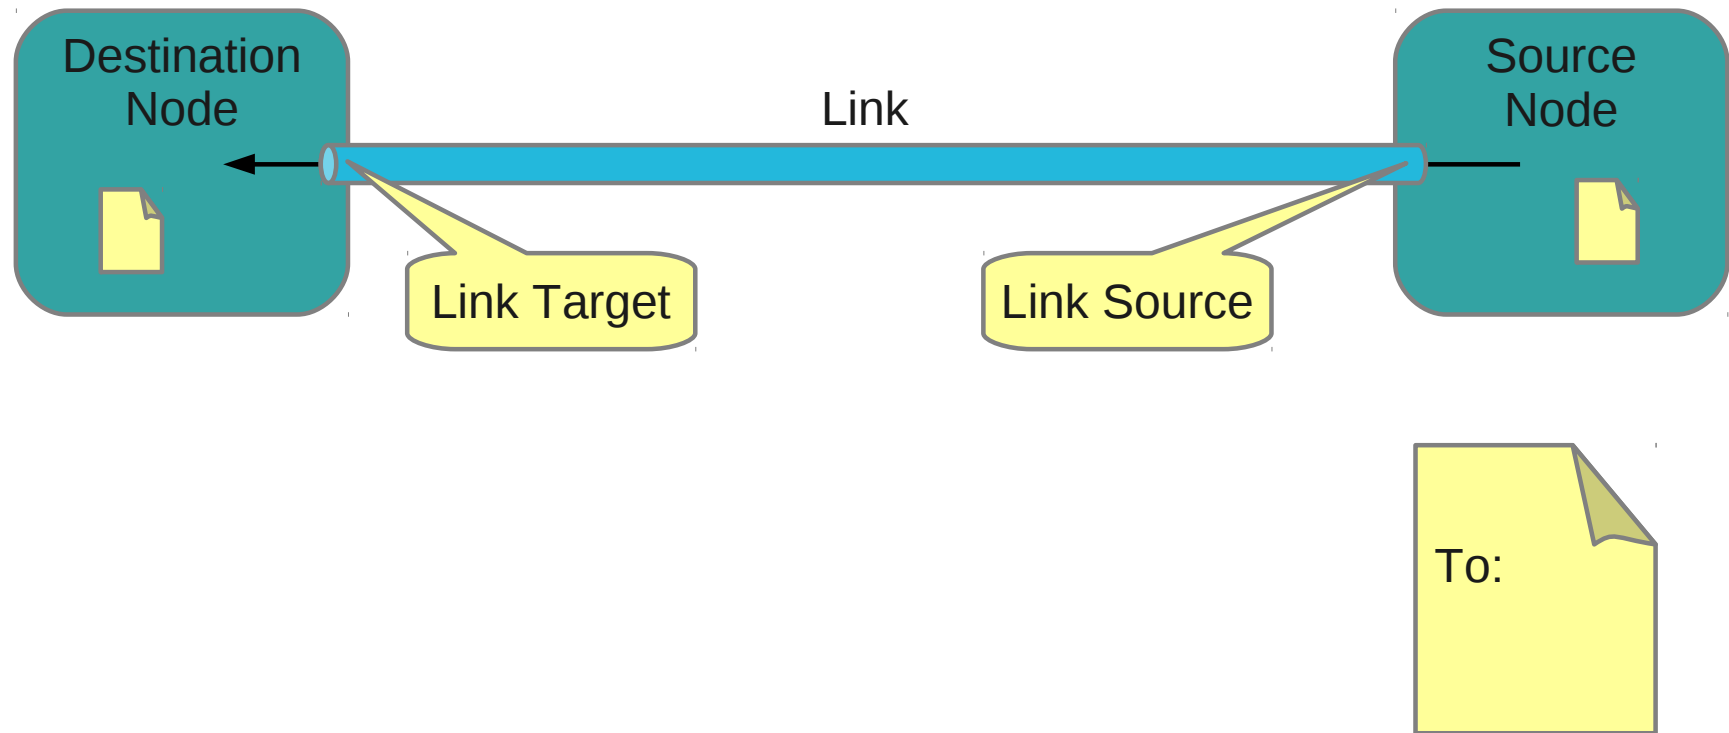 Destination
Node
Link
Source
Node
Link Target
Link Source
To: